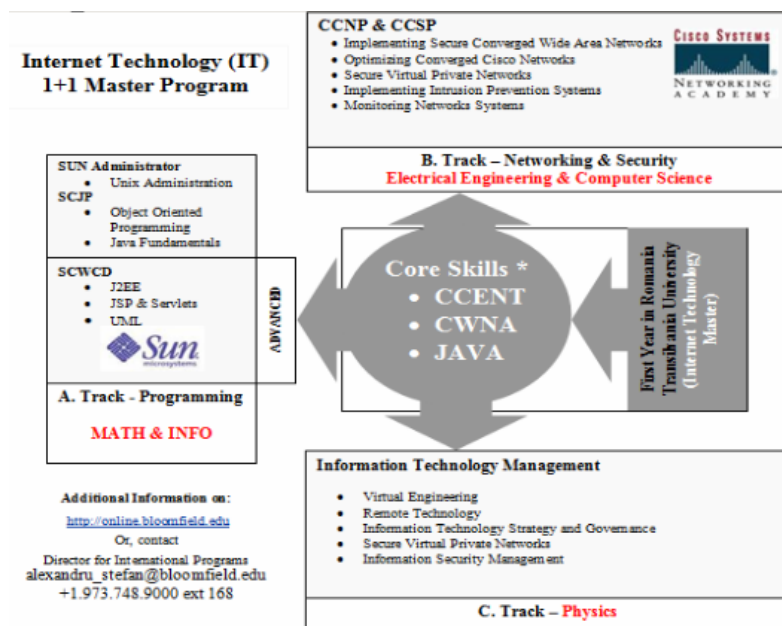 Internet Technology (IT)
1+1 Master Program
CCNP & CCSP
• Implementing Secure Converged Wide Area Networks
• Optimizing Converged Cisco Networks
• Secure Virtual Private Networks
• Implementing Intrusion Prevention Systems
• Monitoring Networks Systems
CISCO SYSTEMS
NETWORKING
ACADEMY
B. Track – Networking & Security
Electrical Engineering & Computer Science
SUN Administrator
• Unix Administration
SCJP
• Object Oriented
Programming
• Java Fundamentals
SCWCD
• J2EE
• JSP & Servlets
• UML
Sun
microsystems
ADVANCED
A. Track - Programming
MATH & INFO
Core Skills *
• CCENT
• CWNA
• JAVA
First Year in Romania
Transilvania University
(Internet Technology
Master)
Information Technology Management
• Virtual Engineering
• Remote Technology
• Information Technology Strategy and Governance
• Secure Virtual Private Networks
• Information Security Management
C. Track – Physics
Additional Information on:
http://online.bloomfield.edu
Or, contact
Director for International Programs
alexandru_stefan@bloomfield.edu
+1.973.748.9000 ext 168